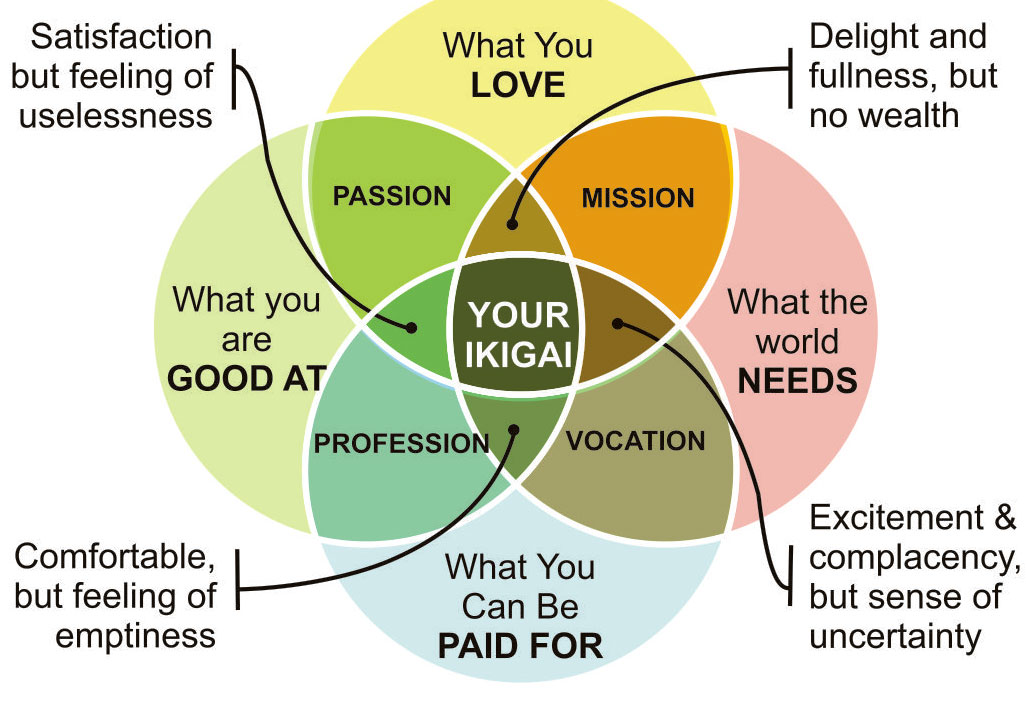 Satisfaction
but feeling of
uselessness
What You
LOVE
Delight and
fullness, but
no wealth
PASSION
MISSION
What you
are
GOOD AT
YOUR
IKIGAI
What the
world
NEEDS
PROFESSION
VOCATION
Comfortable,
but feeling of
emptiness
What You
Can Be
PAID FOR
Excitement &
complacency,
but sense of
uncertainty